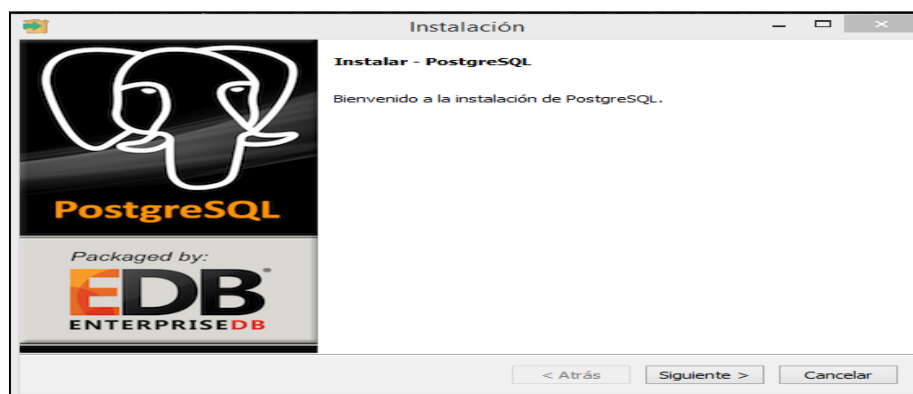 Instalación
Instalar - PostgreSQL
Bienvenido a la instalación de PostgreSQL.
PostgreSQL
Packaged by:
EDB
ENTERPRISEDB
< Atrás
Siguiente >
Cancelar